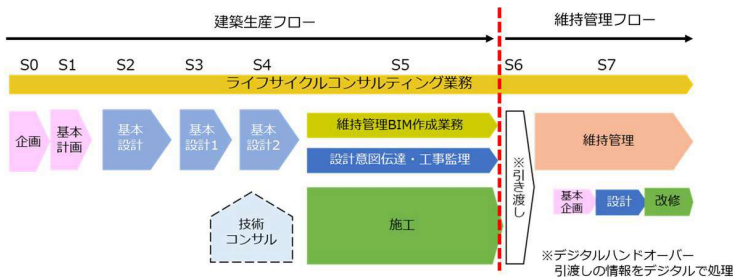 建築生産フロー
維持管理フロー
S0 S1 S2 S3 S4 S5 S6 S7
ライフサイクルコンサルティング業務
企画
基本
計画
基本
設計
基本
設計1
基本
設計2
維持管理BIM作成業務
設計意図伝達・工事監理
技術
コンサル
施工
※引き渡し
維持管理
基本
企画
設計
改修
※デジタルハンドオーバー
引渡しの情報をデジタルで処理